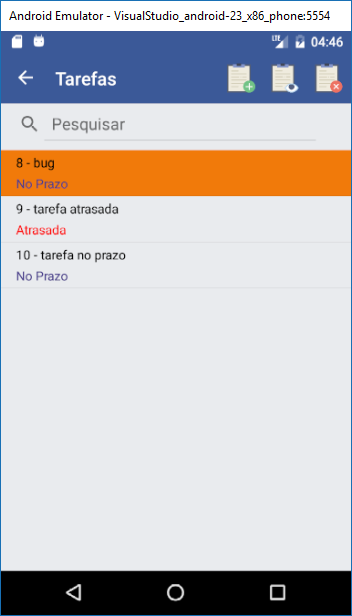 Android Emulator - VisualStudio_android-23_x86_phone:5554
LTE 04:46
Tarefas
Pesquisar
8 - bug
No Prazo
9 - tarefa atrasada
Atrasada
10 - tarefa no prazo
No Prazo